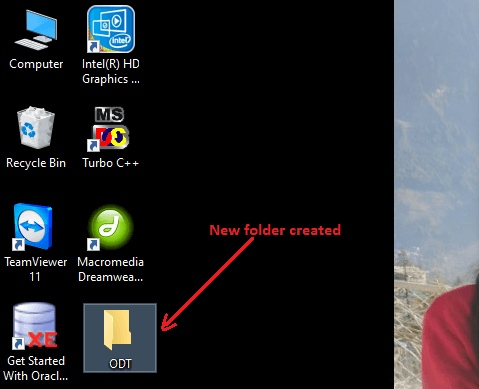 Computer
Intel(R) HD
Graphics ...
intel
Recycle Bin
MS
DOS
Turbo C++
TeamViewer
11
Macromedia
Dreamwea...
New folder created
XE
Get Started
With Oracl...
ODT